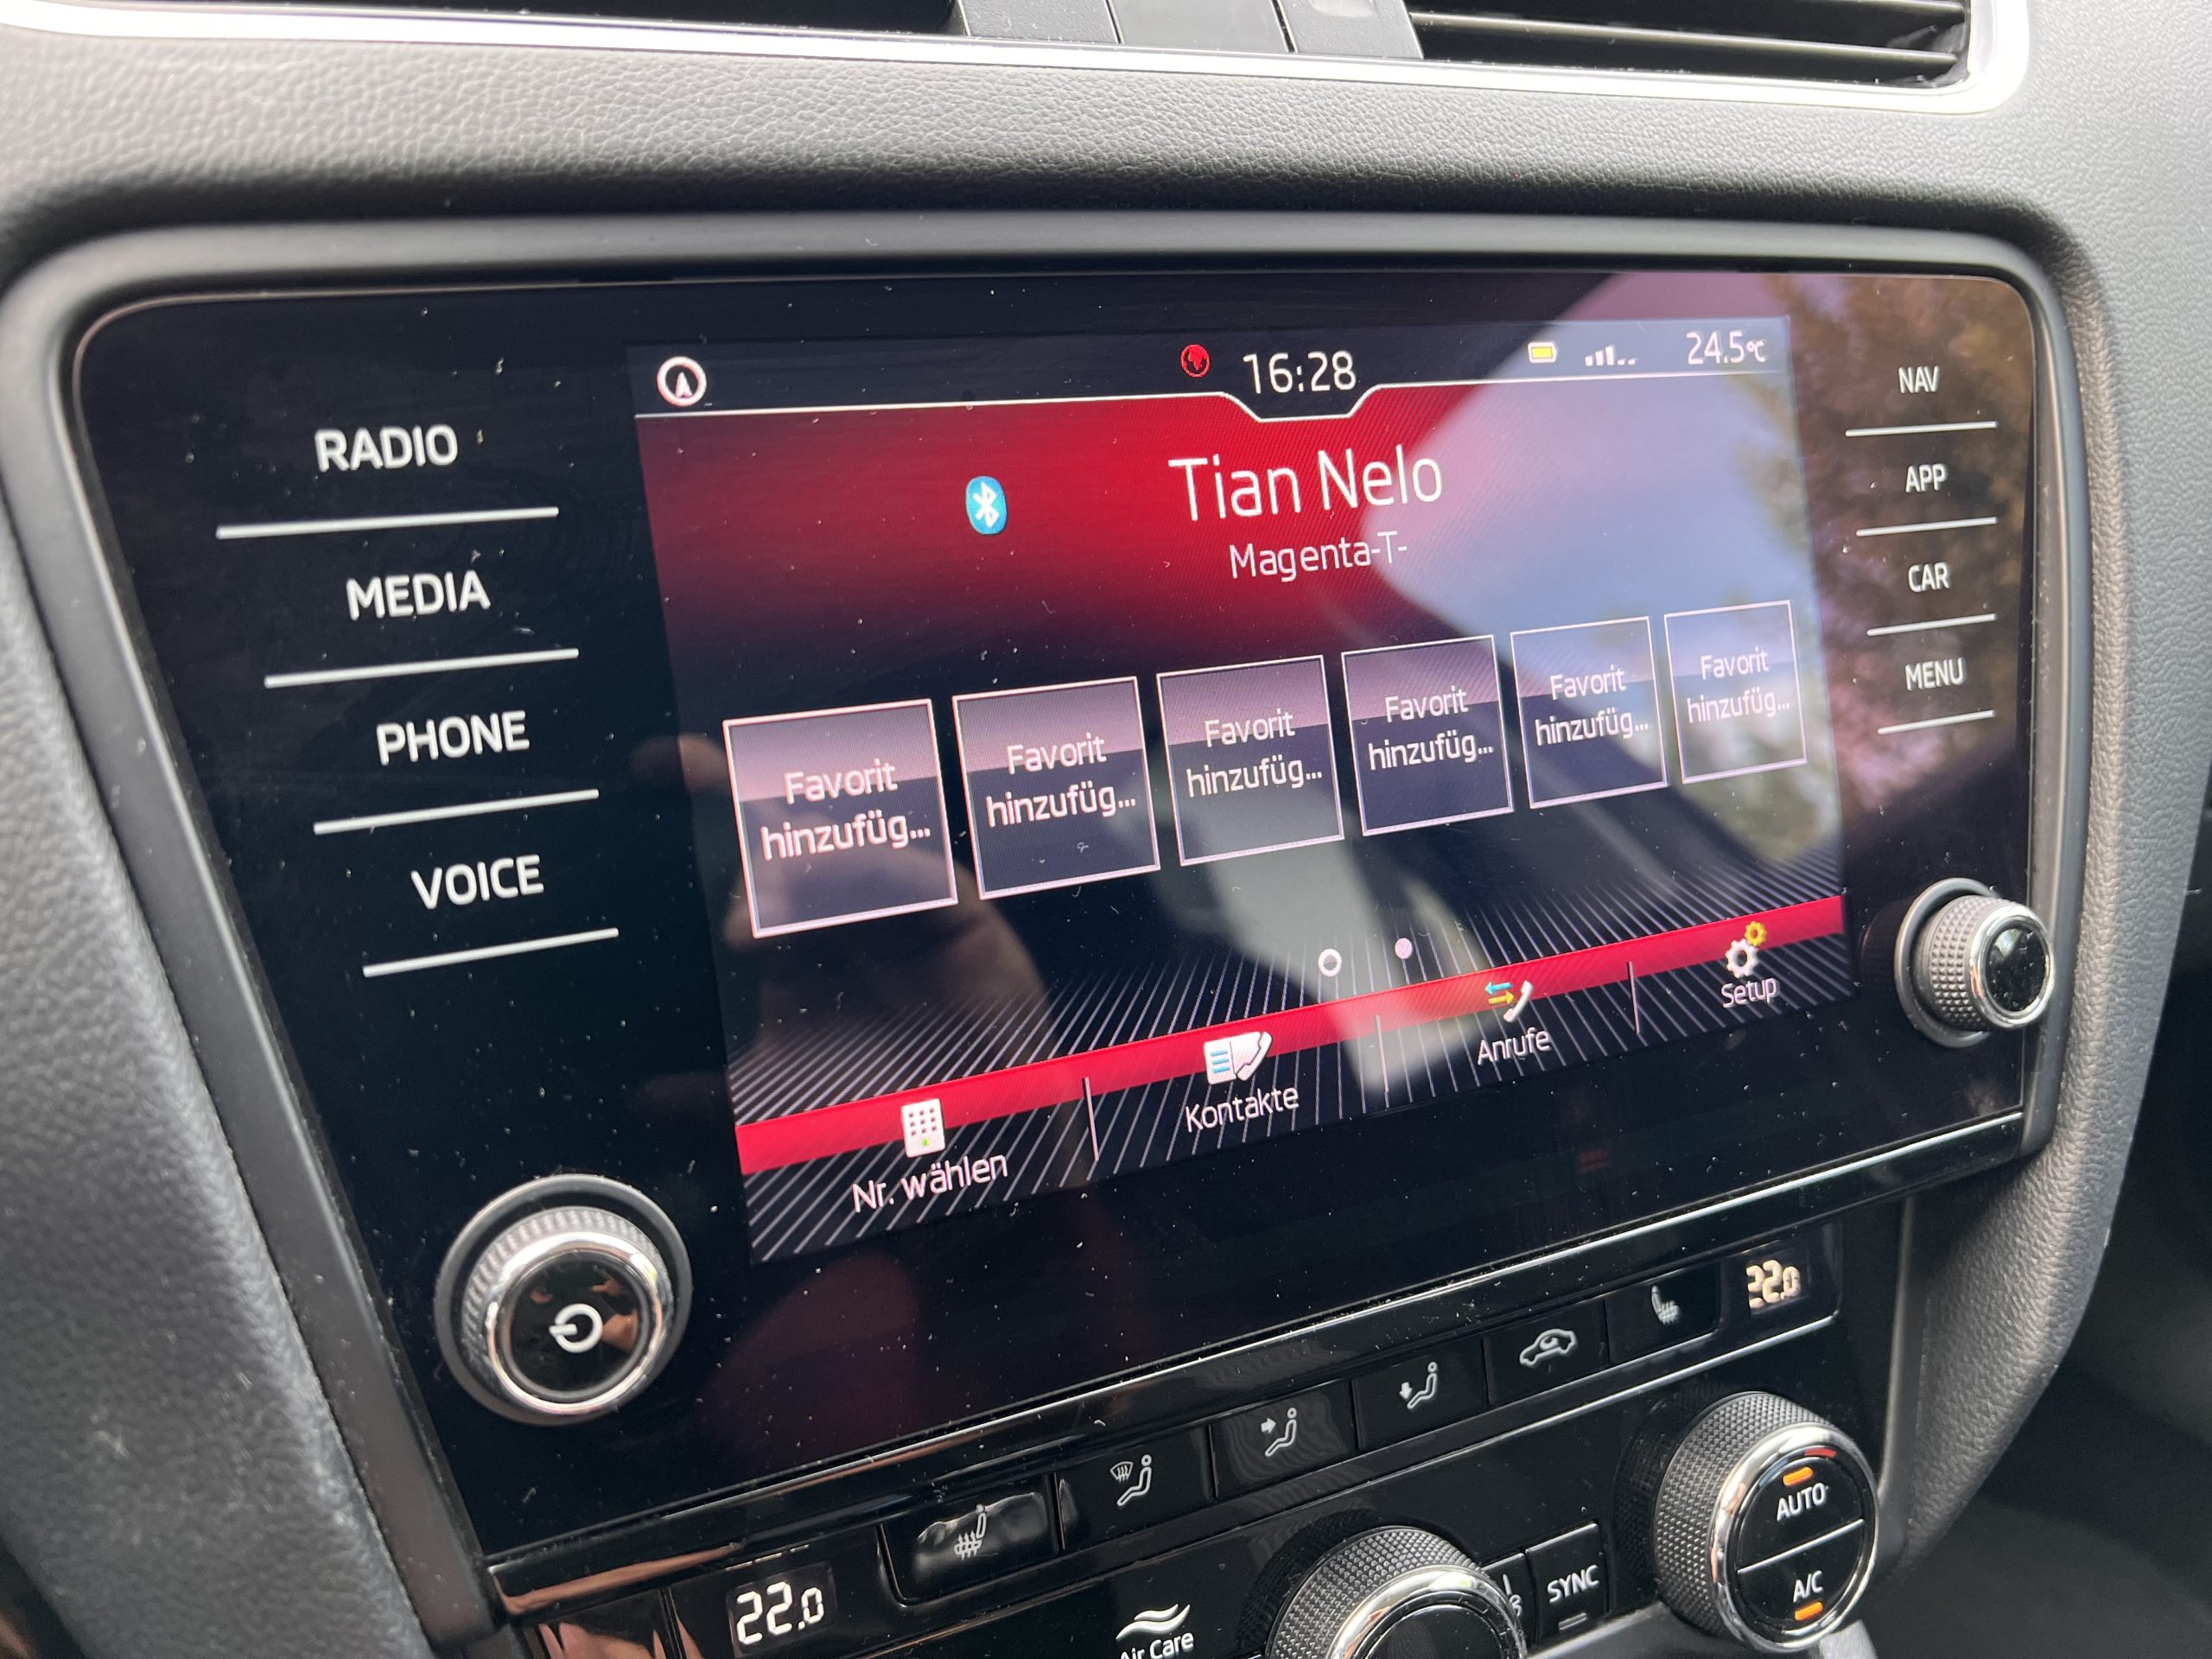 16:28
24.5°C
RADIO
MEDIA
PHONE
VOICE
Tian Nelo
Magenta-T-
Favorit
hinzufüg...
Favorit
hinzufüg...
Favorit
hinzufüg...
Favorit
hinzufüg...
Favorit
hinzufüg...
Favorit
hinzufüg...
Nr. wählen
Kontakte
Anrufe
Setup
NAV
APP
CAR
MENU
22.0
22.0
Air Care
SYNC
AUTO
A/C